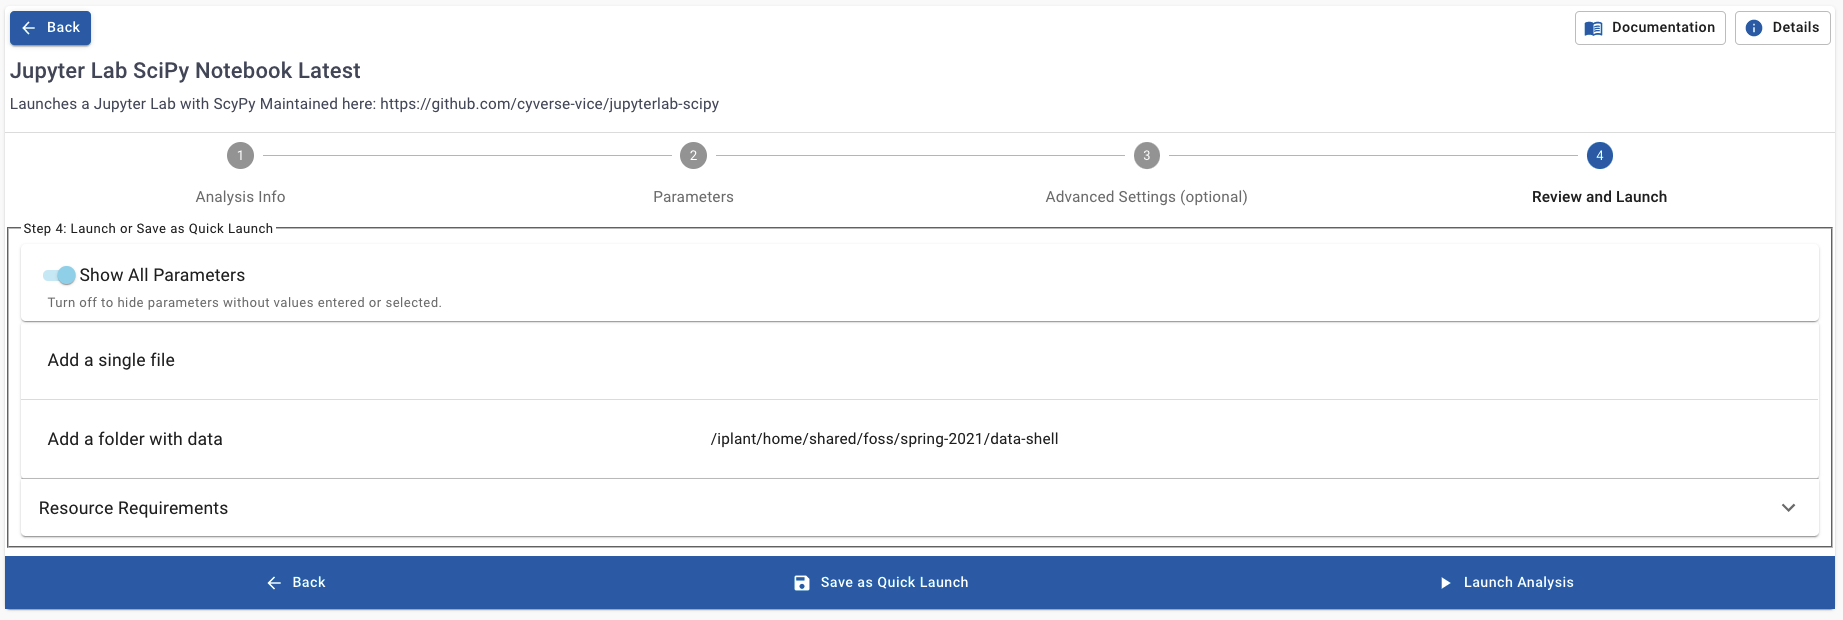 Back
Documentation
Details
Jupyter Lab SciPy Notebook Latest
Launches a Jupyter Lab with ScyPy Maintained here: https://github.com/cyverse-vice/jupyterlab-scipy
1
2
3
4
Analysis Info
Parameters
Advanced Settings (optional)
Review and Launch
Step 4: Launch or Save as Quick Launch
Show All Parameters
Turn off to hide parameters without values entered or selected.
Add a single file
Add a folder with data
/iplant/home/shared/foss/spring-2021/data-shell
Resource Requirements
Back
Save as Quick Launch
Launch Analysis